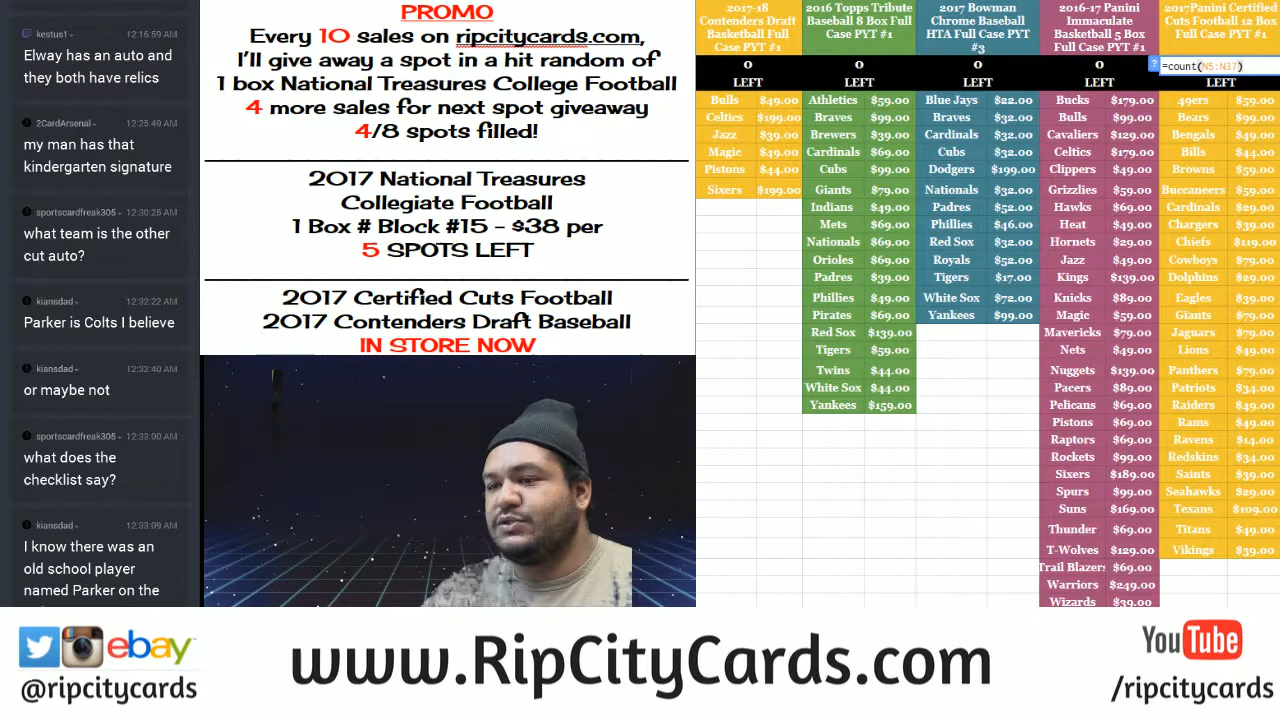 kestus1 - 12:16:59 AM
Elway has an auto and
they both have relics
2CardArsenal - 12:25:49 AM
my man has that
kindergarten signature
sportscardfreak305 - 12:30:25 AM
what team is the other
cut auto?
kiansdad - 12:32:22 AM
Parker is Colts I believe
kiansdad - 12:32:40 AM
or maybe not
sportscardfreak305 - 12:33:00 AM
what does the
checklist say?
kiansdad - 12:33:09 AM
I know there was an
old school player
named Parker on the
PROMO
Every 10 sales on ripcitycards.com,
I'll give away a spot in a hit random of
1 box National Treasures College Football
4 more sales for next spot giveaway
4/8 spots filled!
2017 National Treasures
Collegiate Football
1 Box # Block #15 - $38 per
5 SPOTS LEFT
2017 Certified Cuts Football
2017 Contenders Draft Baseball
IN STORE NOW
2017-18
Contenders Draft
Basketball Full
Case PYT #1
0
LEFT
Bulls $49.00
Celtics $199.00
Jazz $39.00
Magic $49.00
Pistons $44.00
Sixers $199.00
2016 Topps Tribute
Baseball 8 Box Full
Case PYT #1
0
LEFT
Athletics $59.00
Braves $99.00
Brewers $39.00
Cardinals $69.00
Cubs $99.00
Giants $79.00
Indians $49.00
Mets $69.00
Nationals $69.00
Orioles $69.00
Padres $39.00
Phillies $49.00
Pirates $69.00
Red Sox $139.00
Tigers $59.00
Twins $44.00
White Sox $44.00
Yankees $159.00
2017 Bowman
Chrome Baseball
HTA Full Case PYT
#3
0
LEFT
Blue Jays $22.00
Braves $32.00
Cardinals $32.00
Cubs $32.00
Dodgers $199.00
Nationals $32.00
Padres $52.00
Phillies $46.00
Red Sox $32.00
Royals $52.00
Tigers $17.00
White Sox $72.00
Yankees $99.00
2016-17 Panini
Immaculate
Basketball 5 Box
Full Case PYT #1
0
LEFT
Bucks $179.00
Bulls $99.00
Cavaliers $129.00
Celtics $179.00
Clippers $49.00
Grizzlies $59.00
Hawks $69.00
Heat $49.00
Hornets $29.00
Jazz $49.00
Kings $139.00
Knicks $89.00
Magic $59.00
Mavericks $79.00
Nets $49.00
Nuggets $139.00
Pacers $89.00
Pelicans $69.00
Pistons $69.00
Raptors $69.00
Rockets $99.00
Sixers $189.00
Spurs $99.00
Suns $169.00
Thunder $69.00
T-Wolves $129.00
Trail Blazers $69.00
Warriors $249.00
Wizards $39.00
2017Panini Certified
Cuts Football 12 Box
Case PYT #1
? =count(N5:N37)
LEFT
49ers $59.00
Bears $99.00
Bengals $49.00
Bills $44.00
Browns $59.00
Buccaneers $59.00
Cardinals $29.00
Chargers $39.00
Chiefs $119.00
Cowboys $79.00
Dolphins $29.00
Eagles $39.00
Giants $79.00
Jaguars $79.00
Lions $49.00
Panthers $79.00
Patriots $34.00
Raiders $49.00
Rams $49.00
Ravens $14.00
Redskins $34.00
Saints $39.00
Seahawks $29.00
Texans $109.00
Titans $49.00
Vikings $39.00
ebay
@ripcitycards
www.RipCityCards.com
YouTube
/ripcitycards